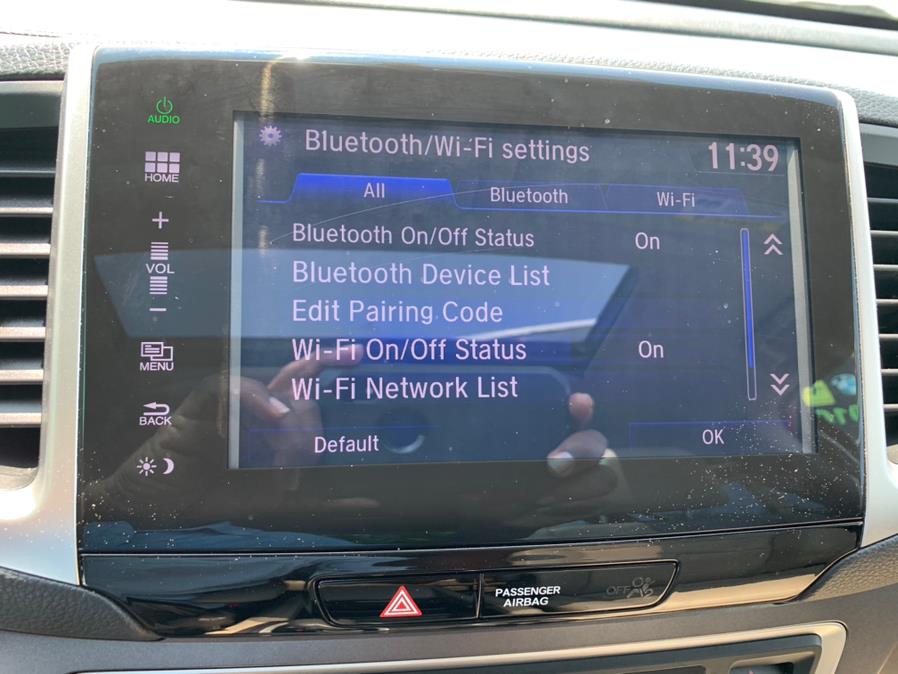 AUDIO
HOME
+
VOL
−
MENU
BACK
Bluetooth/Wi-Fi settings
11:39
All
Bluetooth
Wi-Fi
Bluetooth On/Off Status On
Bluetooth Device List
Edit Pairing Code
Wi-Fi On/Off Status On
Wi-Fi Network List
Default
OK
PASSENGER
AIRBAG
OFF